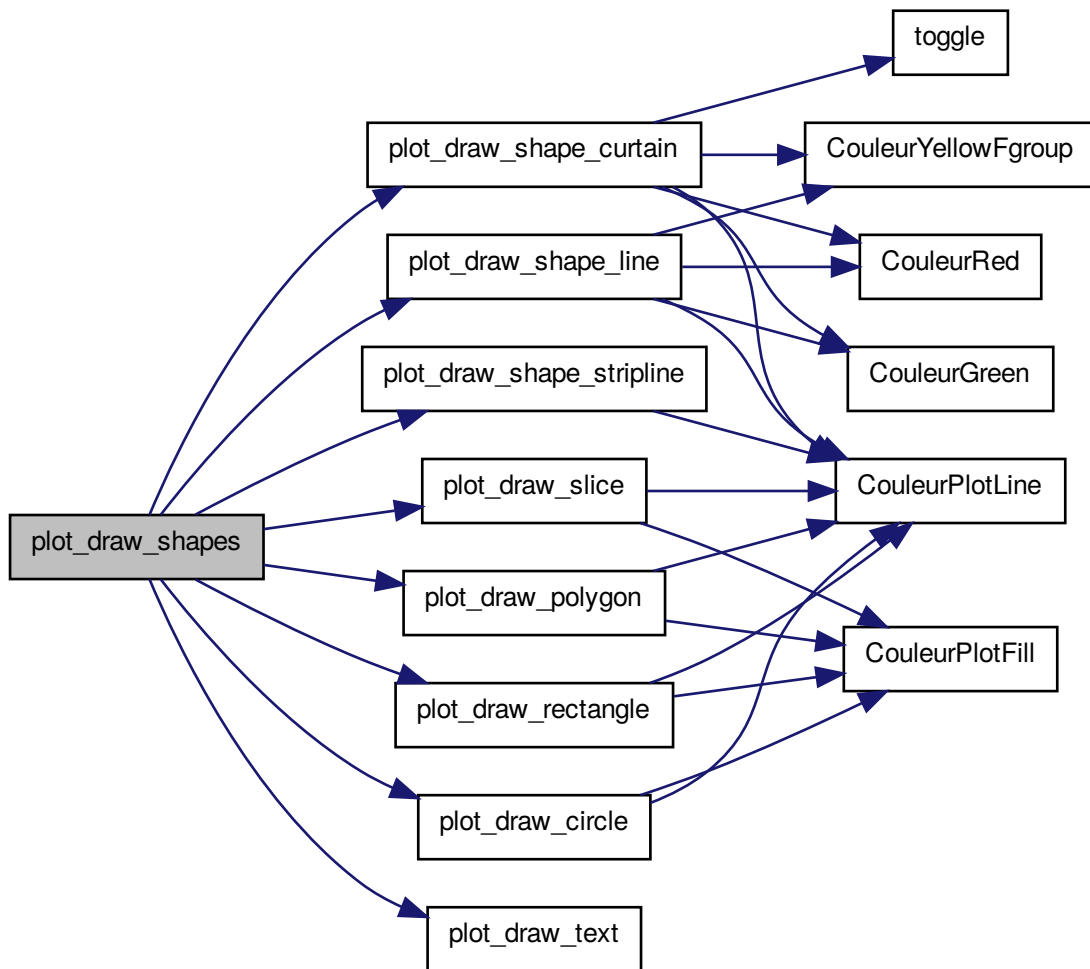 toggle
plot_draw_shape_curtain
CouleurYellowFgroup
plot_draw_shape_line
CouleurRed
plot_draw_shape_stripline
CouleurGreen
plot_draw_slice
CouleurPlotLine
plot_draw_shapes
plot_draw_polygon
CouleurPlotFill
plot_draw_rectangle
plot_draw_circle
plot_draw_text